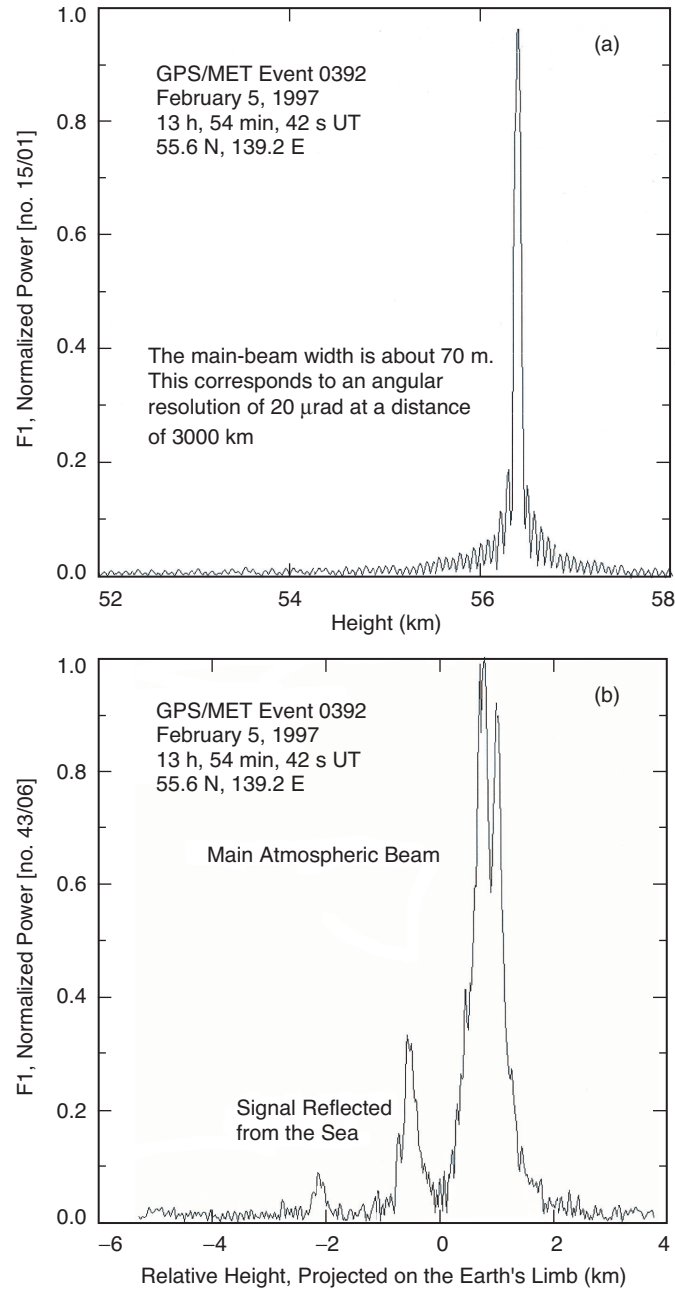 1.0
(a)
GPS/MET Event 0392
February 5, 1997
13 h, 54 min, 42 s UT
55.6 N, 139.2 E
0.8
0.6
F1, Normalized Power [no. 15/01]
0.4
The main-beam width is about 70 m.
This corresponds to an angular
resolution of 20 μrad at a distance
of 3000 km
0.2
0.0
52 54 56 58
Height (km)
1.0
(b)
GPS/MET Event 0392
February 5, 1997
13 h, 54 min, 42 s UT
55.6 N, 139.2 E
0.8
Main Atmospheric Beam
0.6
F1, Normalized Power [no. 43/06]
0.4
Signal Reflected
from the Sea
0.2
0.0
−6 −4 −2 0 2 4
Relative Height, Projected on the Earth's Limb (km)